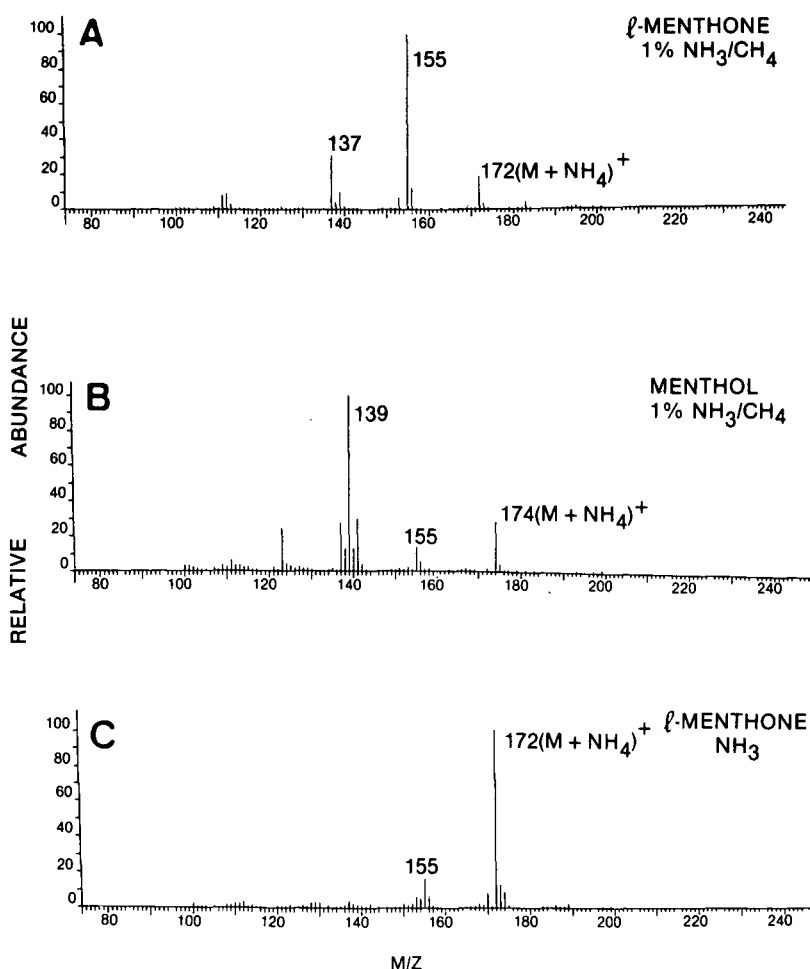 A
ℓ-MENTHONE
1% NH₃/CH₄
100
80
60
40
20
0
155
137
172(M + NH₄)⁺
80 100 120 140 160 180 200 220 240
B
MENTHOL
1% NH₃/CH₄
100
80
60
40
20
0
139
155
174(M + NH₄)⁺
80 100 120 140 160 180 200 220 240
RELATIVE ABUNDANCE
C
ℓ-MENTHONE
NH₃
100
80
60
40
20
0
155
172(M + NH₄)⁺
80 100 120 140 160 180 200 220 240
M/Z